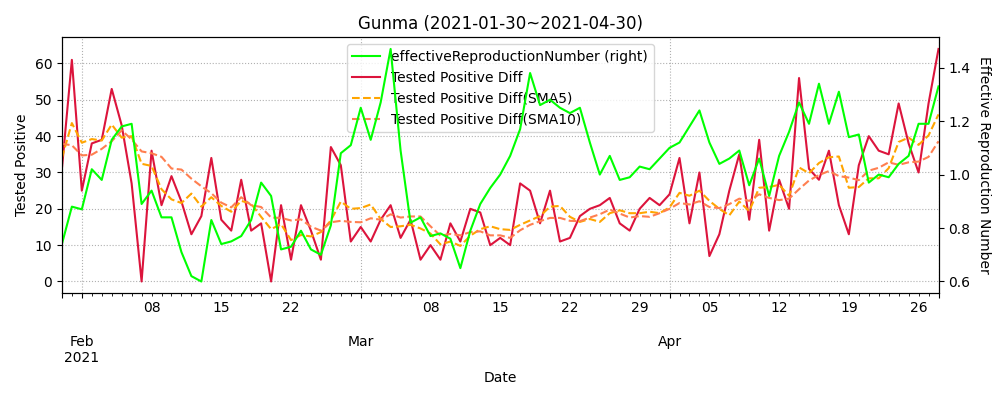 Gunma (2021-01-30~2021-04-30)
effectiveReproductionNumber (right)
Tested Positive Diff
Tested Positive Diff(SMA5)
Tested Positive Diff(SMA10)
Tested Positive
60
50
40
30
20
10
0
1.4
1.2
1.0
0.8
0.6
Effective Reproduction Number
08 15 22 08 15 22 29 05 12 19 26
Feb Mar Apr
2021
Date